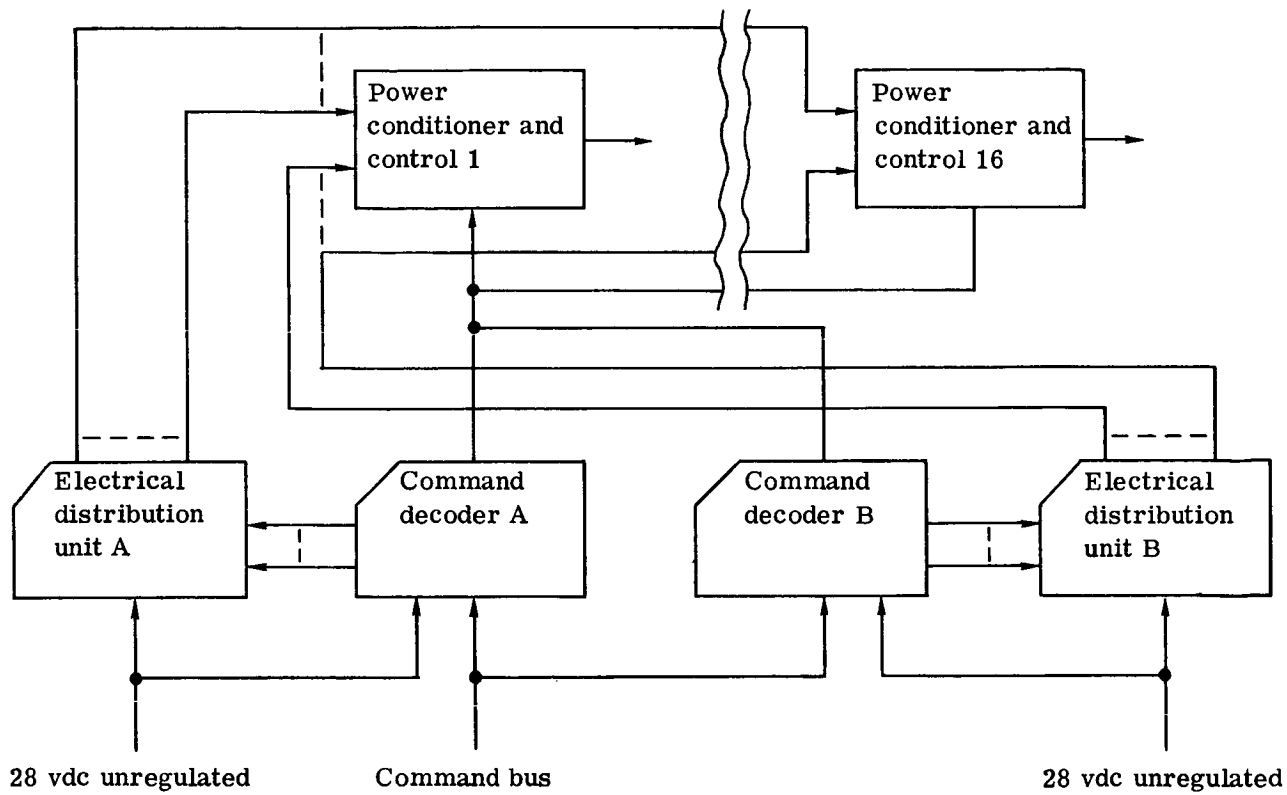 Power
conditioner and
control 1
Power
conditioner and
control 16
Electrical
distribution
unit A
Command
decoder A
Command
decoder B
Electrical
distribution
unit B
28 vdc unregulated
Command bus
28 vdc unregulated